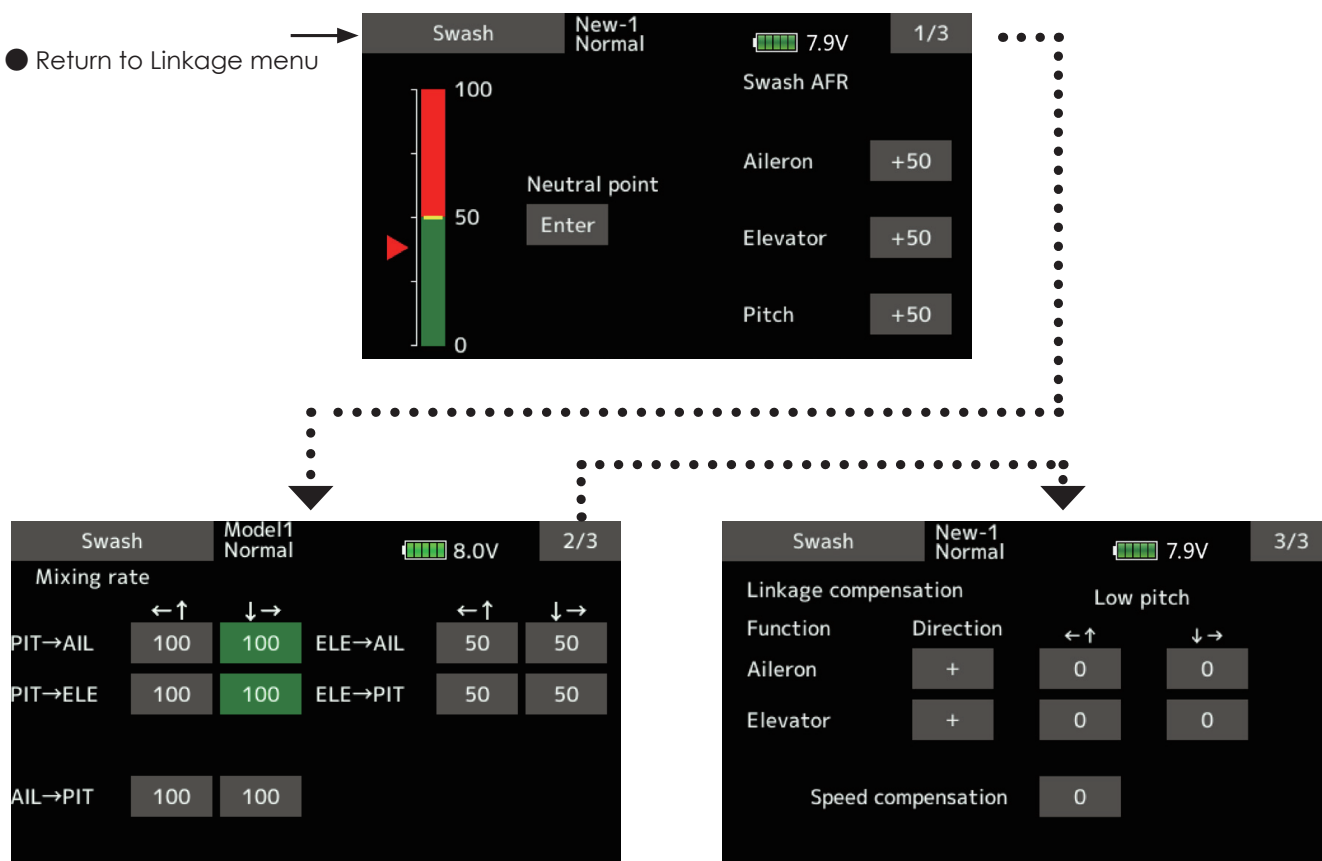 ● Return to Linkage menu
Swash
New-1
Normal
7.9V
1/3
100
50
0
Neutral point
Enter
Swash AFR
Aileron +50
Elevator +50
Pitch +50
Swash
Model1
Normal
8.0V
2/3
Mixing rate
←↑ ↓→ ←↑ ↓→
PIT→AIL 100 100 ELE→AIL 50 50
PIT→ELE 100 100 ELE→PIT 50 50
AIL→PIT 100 100
Swash
New-1
Normal
7.9V
3/3
Linkage compensation Low pitch
Function Direction ←↑ ↓→
Aileron + 0 0
Elevator + 0 0
Speed compensation 0